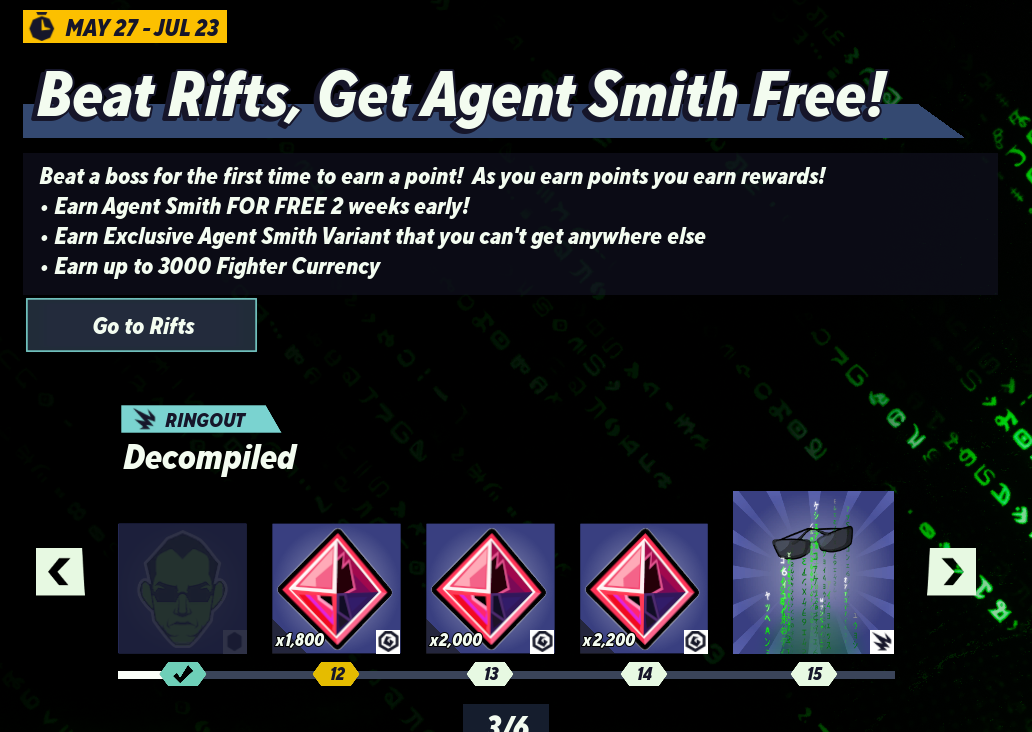 MAY 27 - JUL 23
Beat Rifts, Get Agent Smith Free!
Beat a boss for the first time to earn a point! As you earn points you earn rewards!
• Earn Agent Smith FOR FREE 2 weeks early!
• Earn Exclusive Agent Smith Variant that you can't get anywhere else
• Earn up to 3000 Fighter Currency
Go to Rifts
RINGOUT
Decompiled
x1,800
x2,000
x2,200
12
13
14
15
3/6